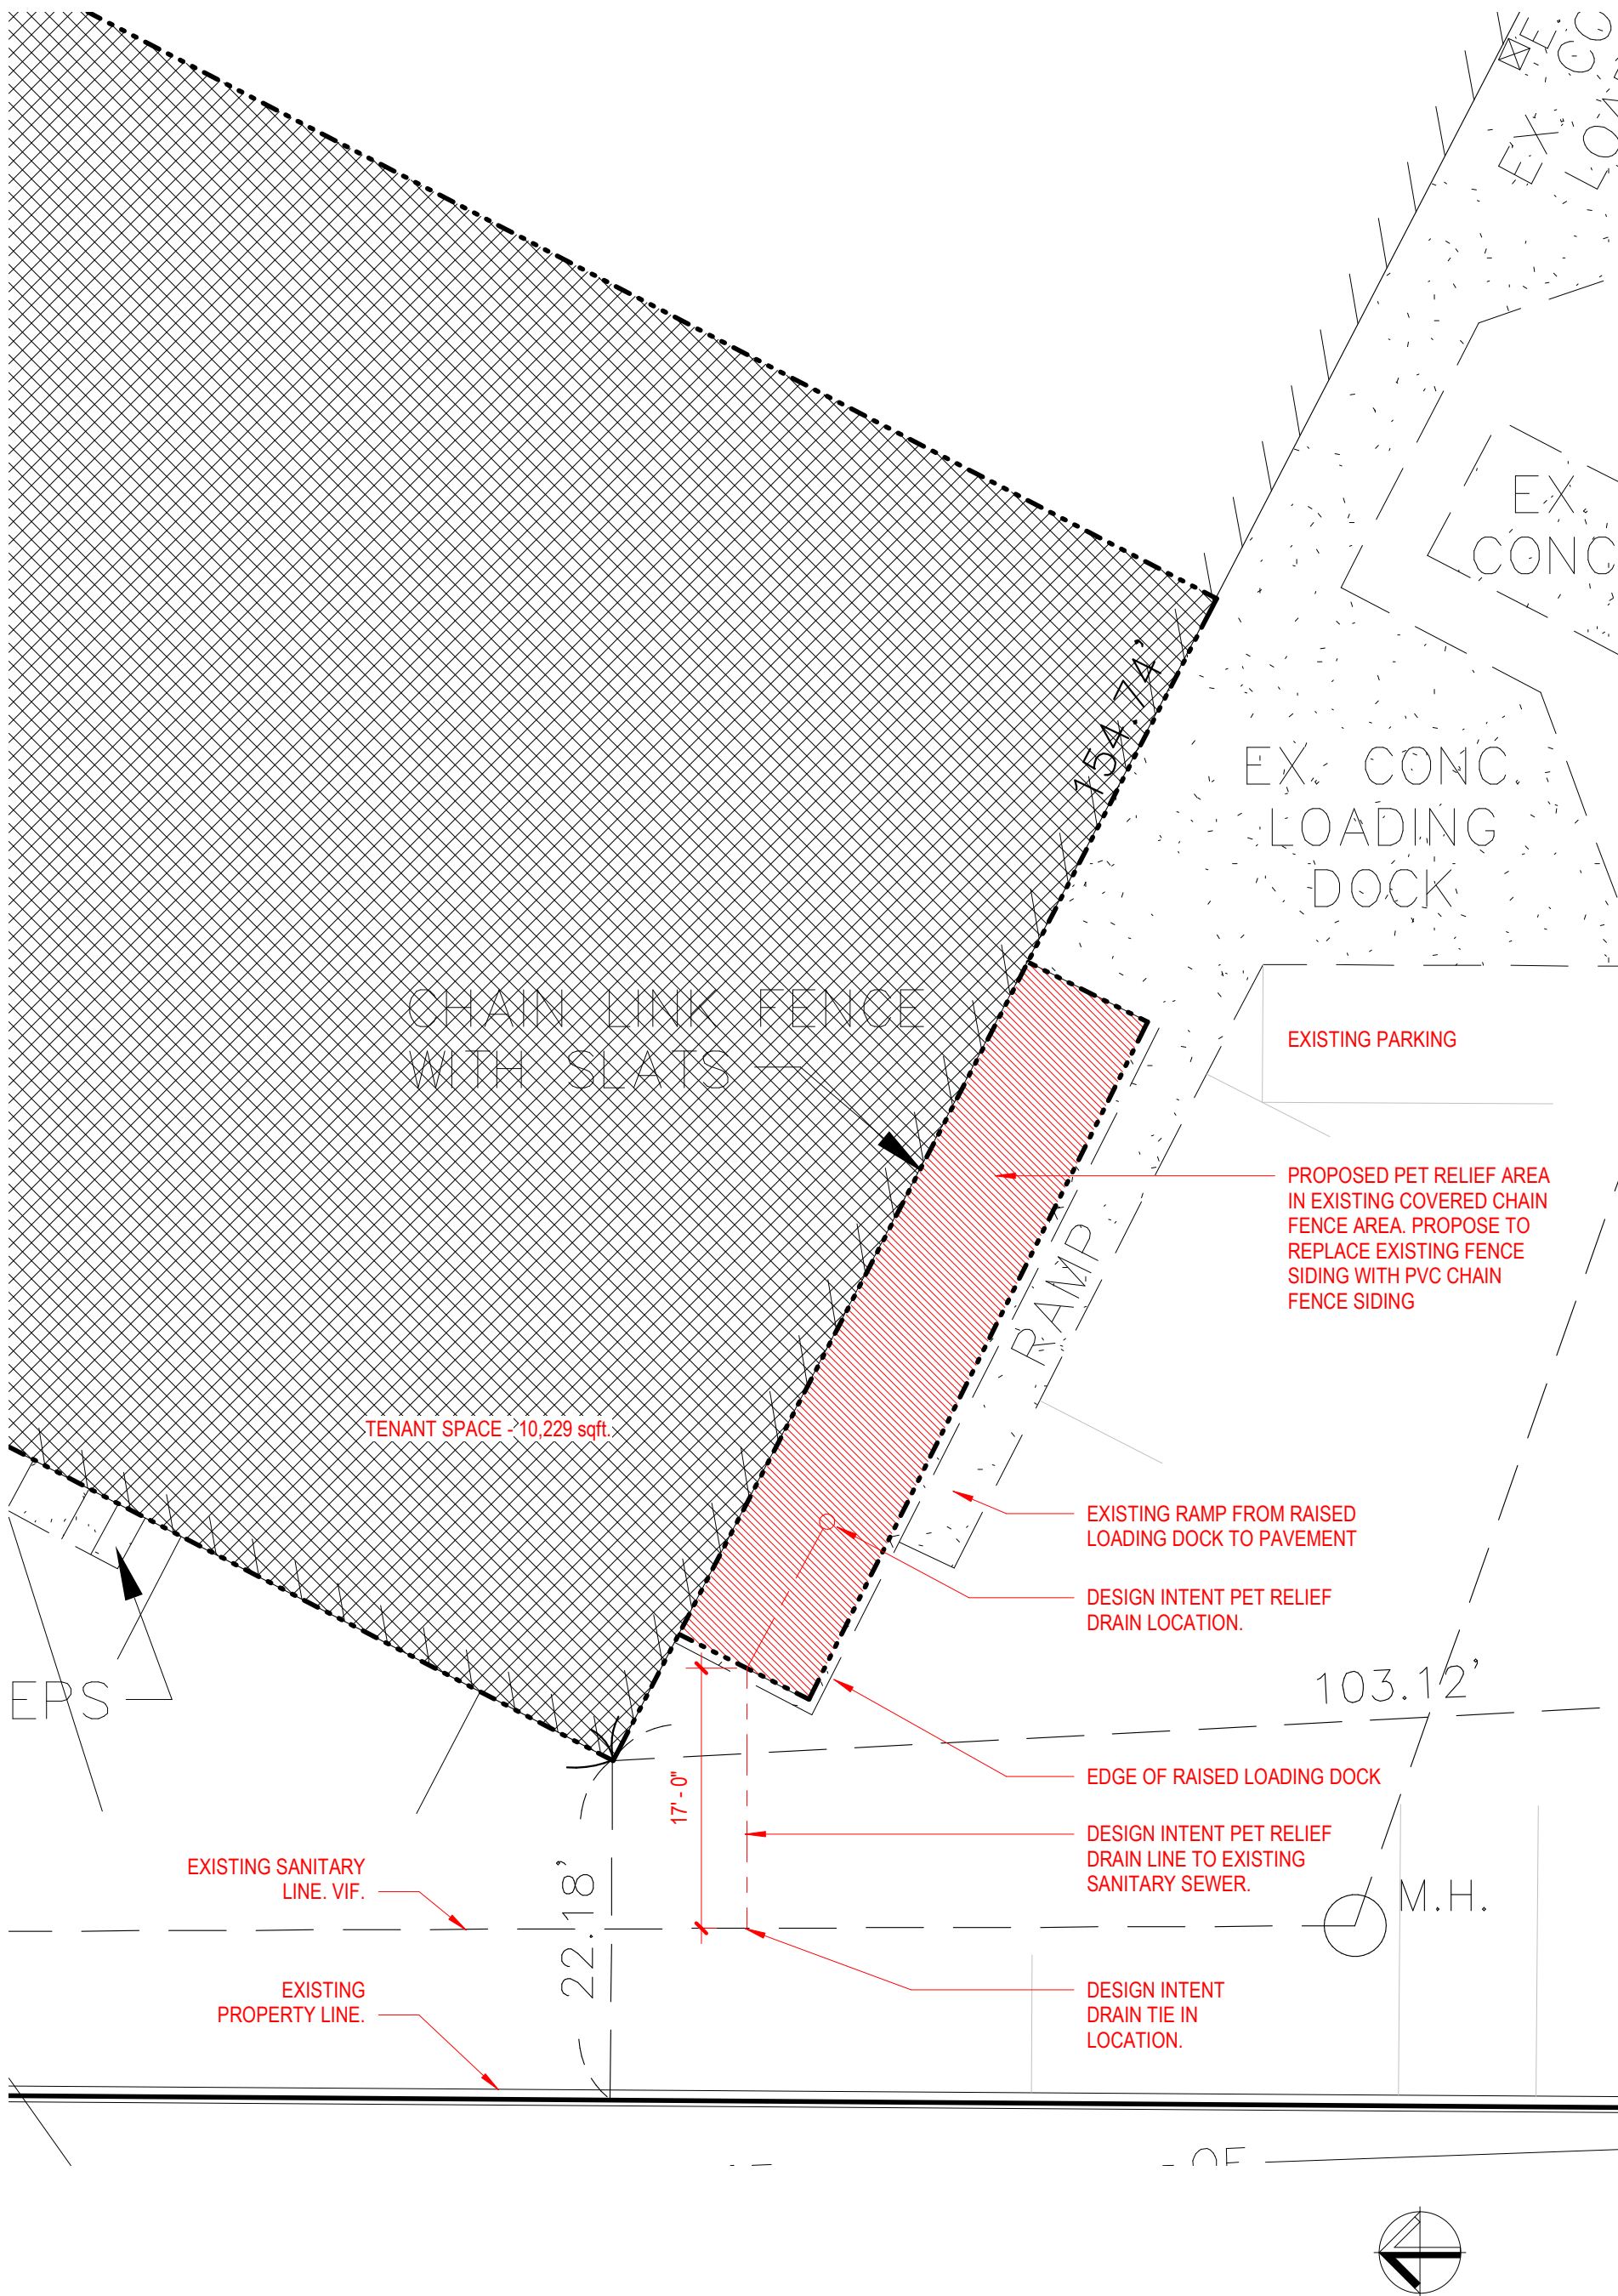 EX. CO
EX.
CONC
154.74'
EX. CONC.
LOADING
DOCK
CHAIN LINK FENCE
WITH SLATS
EXISTING PARKING
PROPOSED PET RELIEF AREA
IN EXISTING COVERED CHAIN
FENCE AREA. PROPOSE TO
REPLACE EXISTING FENCE
SIDING WITH PVC CHAIN
FENCE SIDING
RAMP
TENANT SPACE - 10,229 sqft.
EXISTING RAMP FROM RAISED
LOADING DOCK TO PAVEMENT
DESIGN INTENT PET RELIEF
DRAIN LOCATION.
EPS
103.12'
17' - 0"
EDGE OF RAISED LOADING DOCK
DESIGN INTENT PET RELIEF
DRAIN LINE TO EXISTING
SANITARY SEWER.
EXISTING SANITARY
LINE. VIF.
22.18'
M.H.
EXISTING
PROPERTY LINE.
DESIGN INTENT
DRAIN TIE IN
LOCATION.
OF